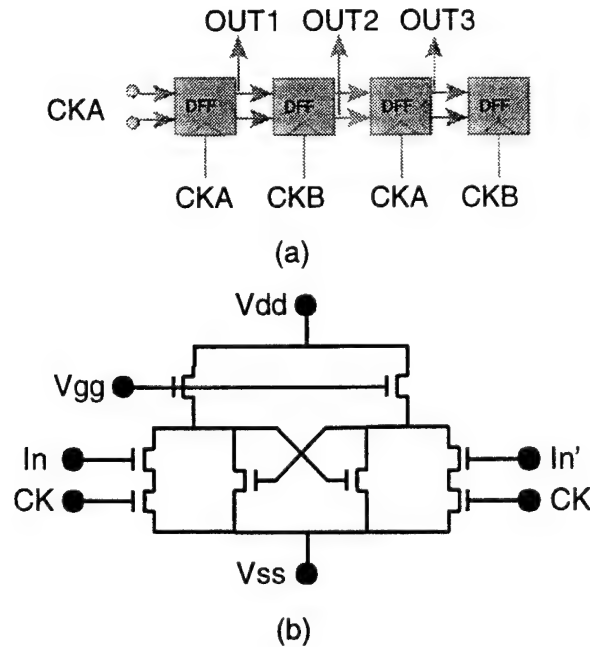 OUT1 OUT2 OUT3
CKA DFF DFF DFF DFF
CKA CKB CKA CKB
(a)
Vdd
Vgg
In In'
CK CK
Vss
(b)